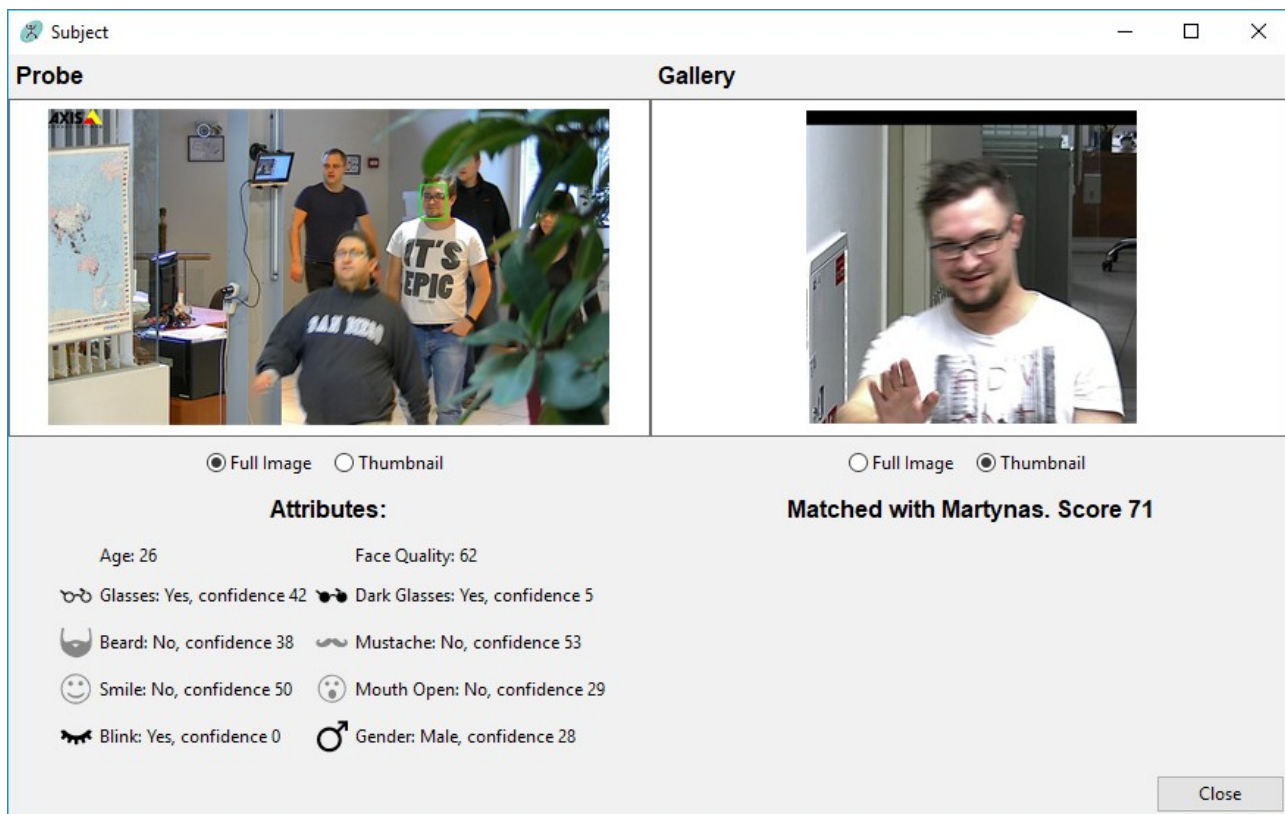 Subject
Probe
Gallery
AXIS
IT'S
EPIC
SAN DIEGO
Full Image
Thumbnail
Full Image
Thumbnail
Attributes:
Matched with Martynas. Score 71
Age: 26
Face Quality: 62
Glasses: Yes, confidence 42
Dark Glasses: Yes, confidence 5
Beard: No, confidence 38
Mustache: No, confidence 53
Smile: No, confidence 50
Mouth Open: No, confidence 29
Blink: Yes, confidence 0
Gender: Male, confidence 28
Close